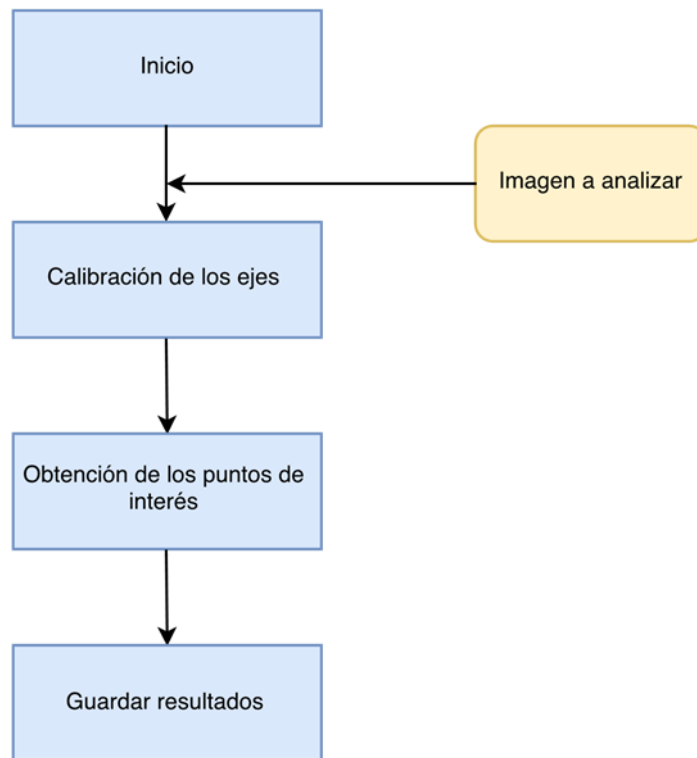 Inicio
Imagen a analizar
Calibración de los ejes
Obtención de los puntos de
interés
Guardar resultados